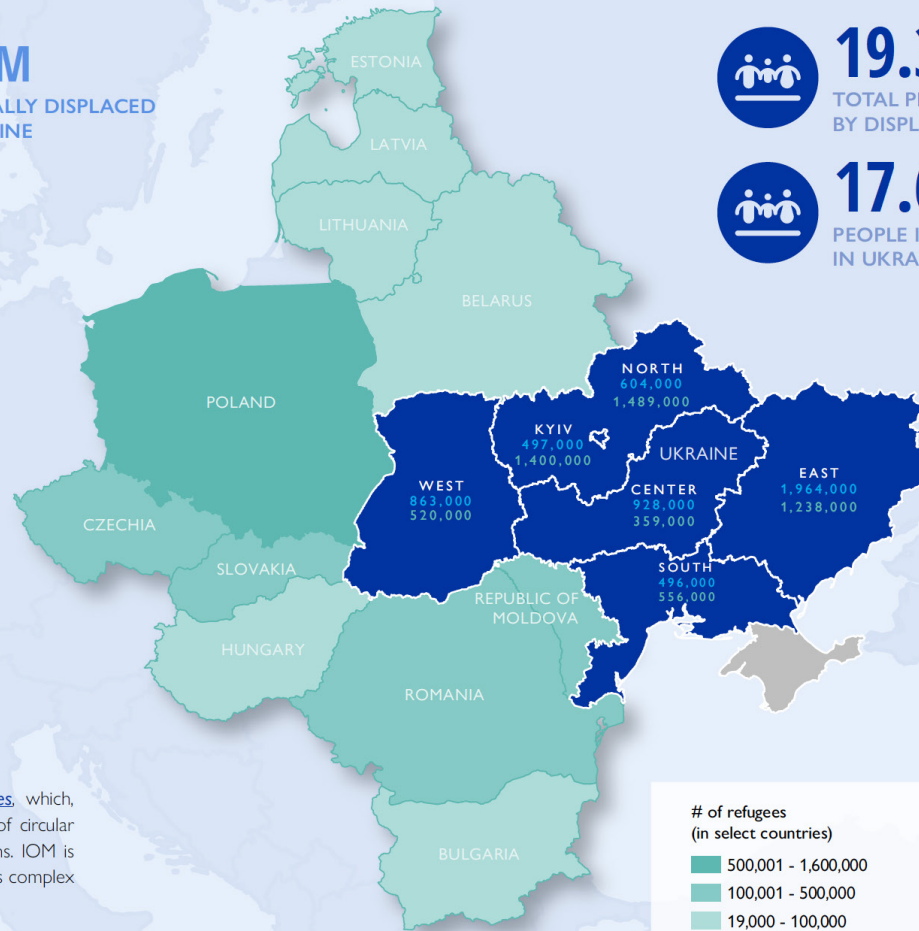 M
ALLY DISPLACED
INE
19.
TOTAL P
BY DISPL
17.
PEOPLE I
IN UKRA
ESTONIA
LATVIA
LITHUANIA
BELARUS
POLAND
NORTH
604,000
1,489,000
KYIV
497,000
1,400,000
UKRAINE
WEST
863,000
520,000
CENTER
928,000
359,000
EAST
1,964,000
1,238,000
CZECHIA
SLOVAKIA
SOUTH
496,000
556,000
REPUBLIC OF
MOLDOVA
HUNGARY
ROMANIA
BULGARIA
es, which,
of circular
ns. IOM is
s complex
# of refugees
(in select countries)
500,001 - 1,600,000
100,001 - 500,000
19,000 - 100,000